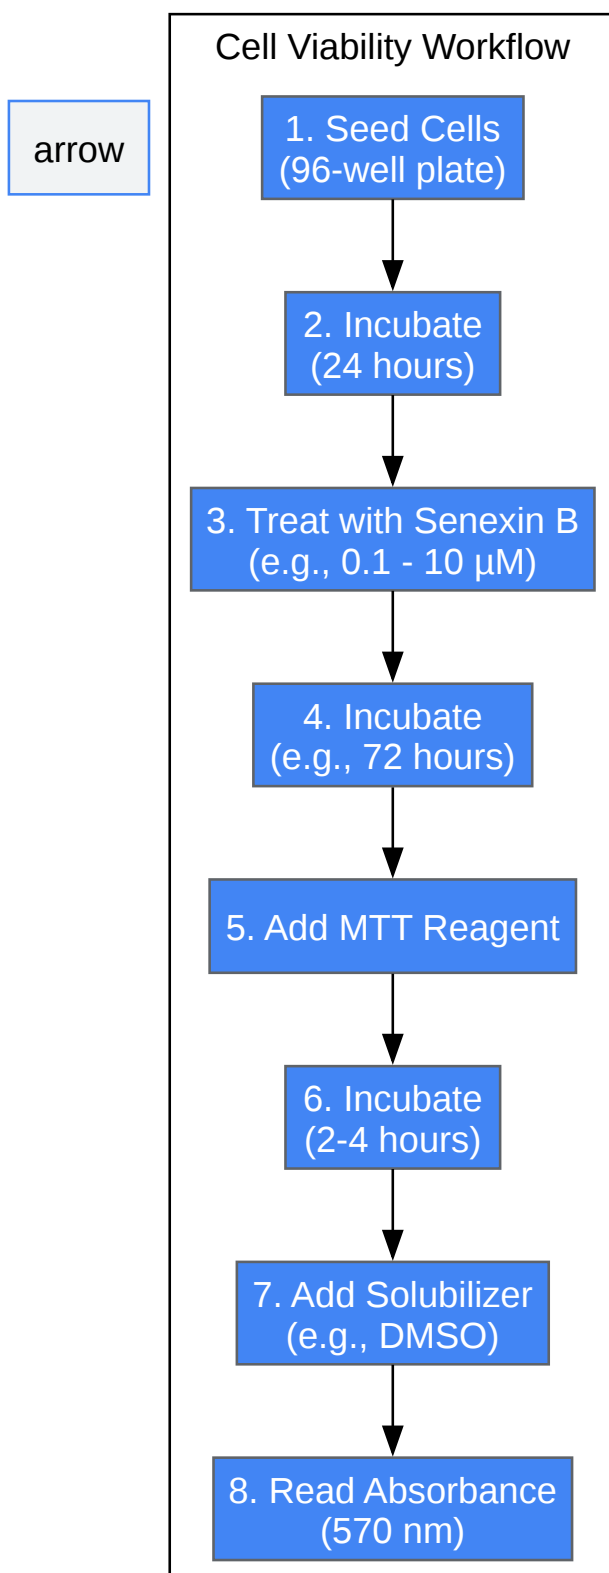 Cell Viability Workflow
arrow
1. Seed Cells
(96-well plate)
2. Incubate
(24 hours)
3. Treat with Senexin B
(e.g., 0.1 - 10 µM)
4. Incubate
(e.g., 72 hours)
5. Add MTT Reagent
6. Incubate
(2-4 hours)
7. Add Solubilizer
(e.g., DMSO)
8. Read Absorbance
(570 nm)